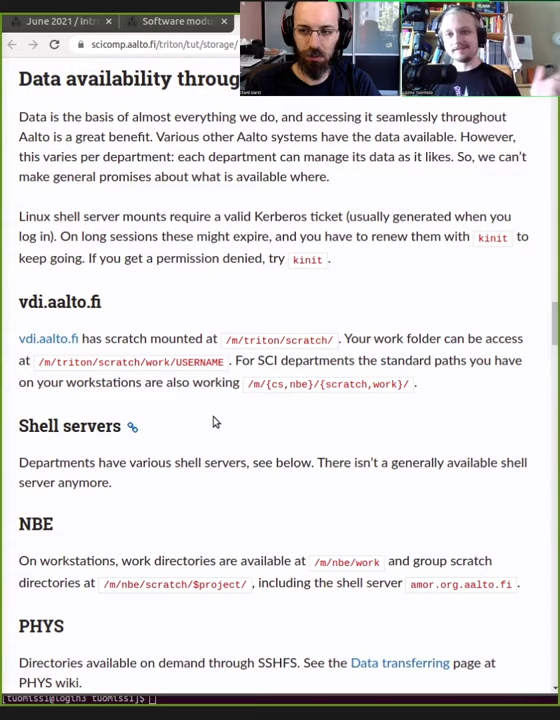 June 2021 / Intr
Software modu
scicomp.aalto.fi/triton/tut/storage/
Data availability throug
Data is the basis of almost everything we do, and accessing it seamlessly throughout
Aalto is a great benefit. Various other Aalto systems have the data available. However,
this varies per department: each department can manage its data as it likes. So, we can't
make general promises about what is available where.
Linux shell server mounts require a valid Kerberos ticket (usually generated when you
log in). On long sessions these might expire, and you have to renew them with kinit to
keep going. If you get a permission denied, try kinit .
vdi.aalto.fi
vdi.aalto.fi has scratch mounted at /m/triton/scratch/ . Your work folder can be access
at /m/triton/scratch/work/USERNAME . For SCI departments the standard paths you have
on your workstations are also working /m/{cs,nbe}/{scratch,work}/ .
Shell servers
Departments have various shell servers, see below. There isn't a generally available shell
server anymore.
NBE
On workstations, work directories are available at /m/nbe/work and group scratch
directories at /m/nbe/scratch/$project/ , including the shell server amor.org.aalto.fi .
PHYS
Directories available on demand through SSHFS. See the Data transferring page at
PHYS wiki.
[tuomiss1@login3 tuomiss1]$